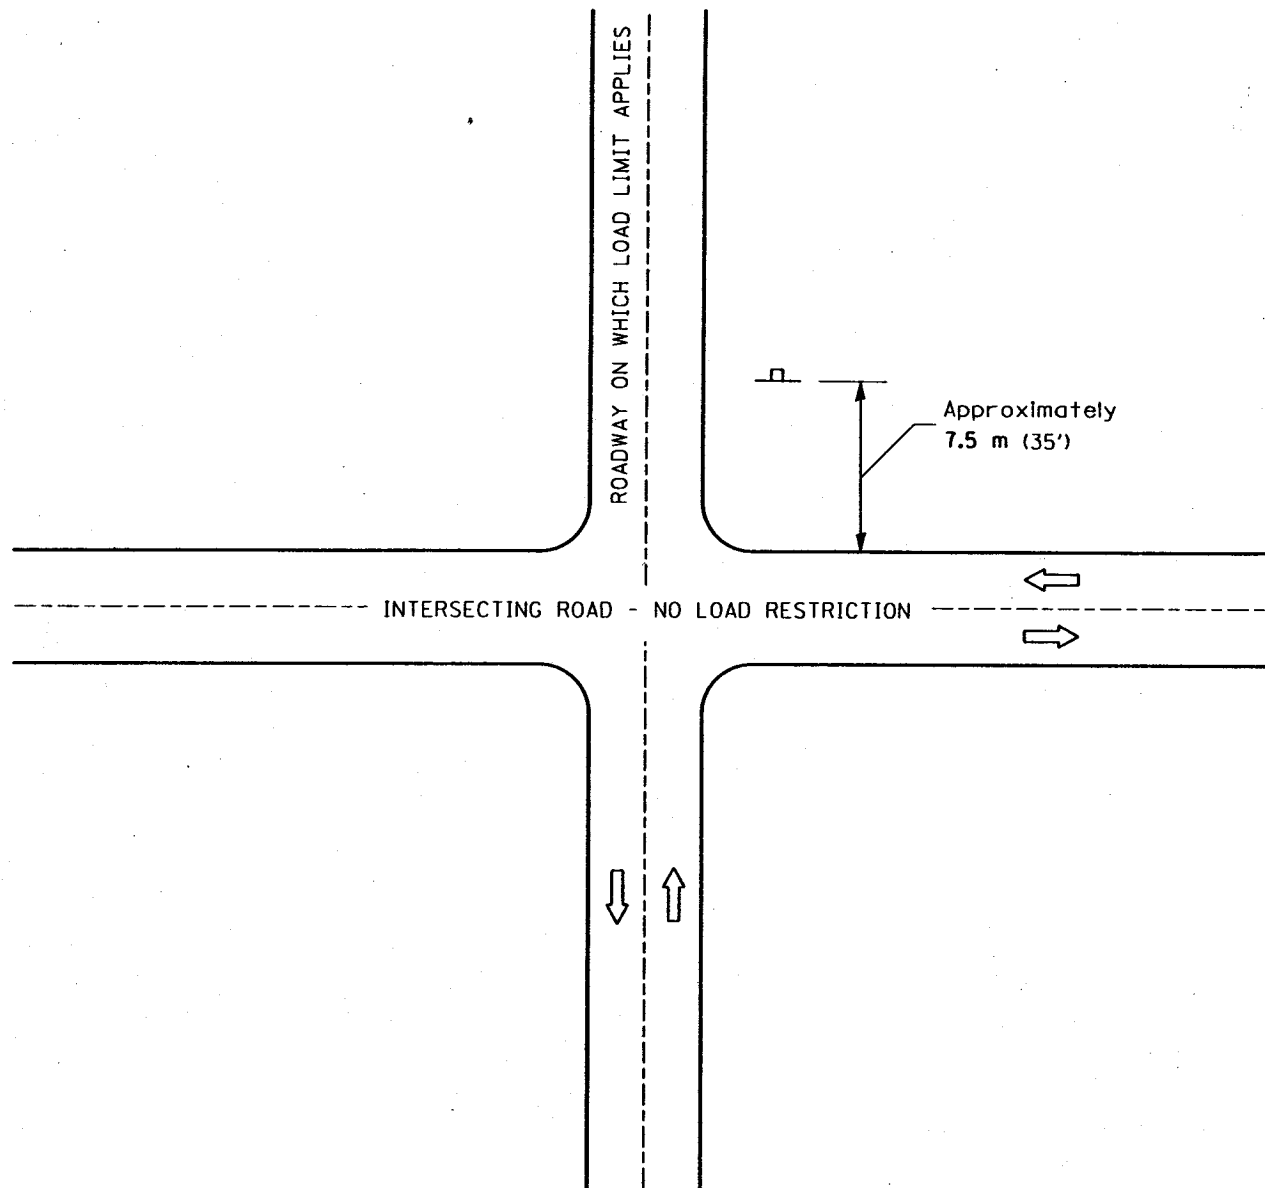 ROADWAY ON WHICH LOAD LIMIT APPLIES
Approximately
7.5 m (35')
INTERSECTING ROAD - NO LOAD RESTRICTION